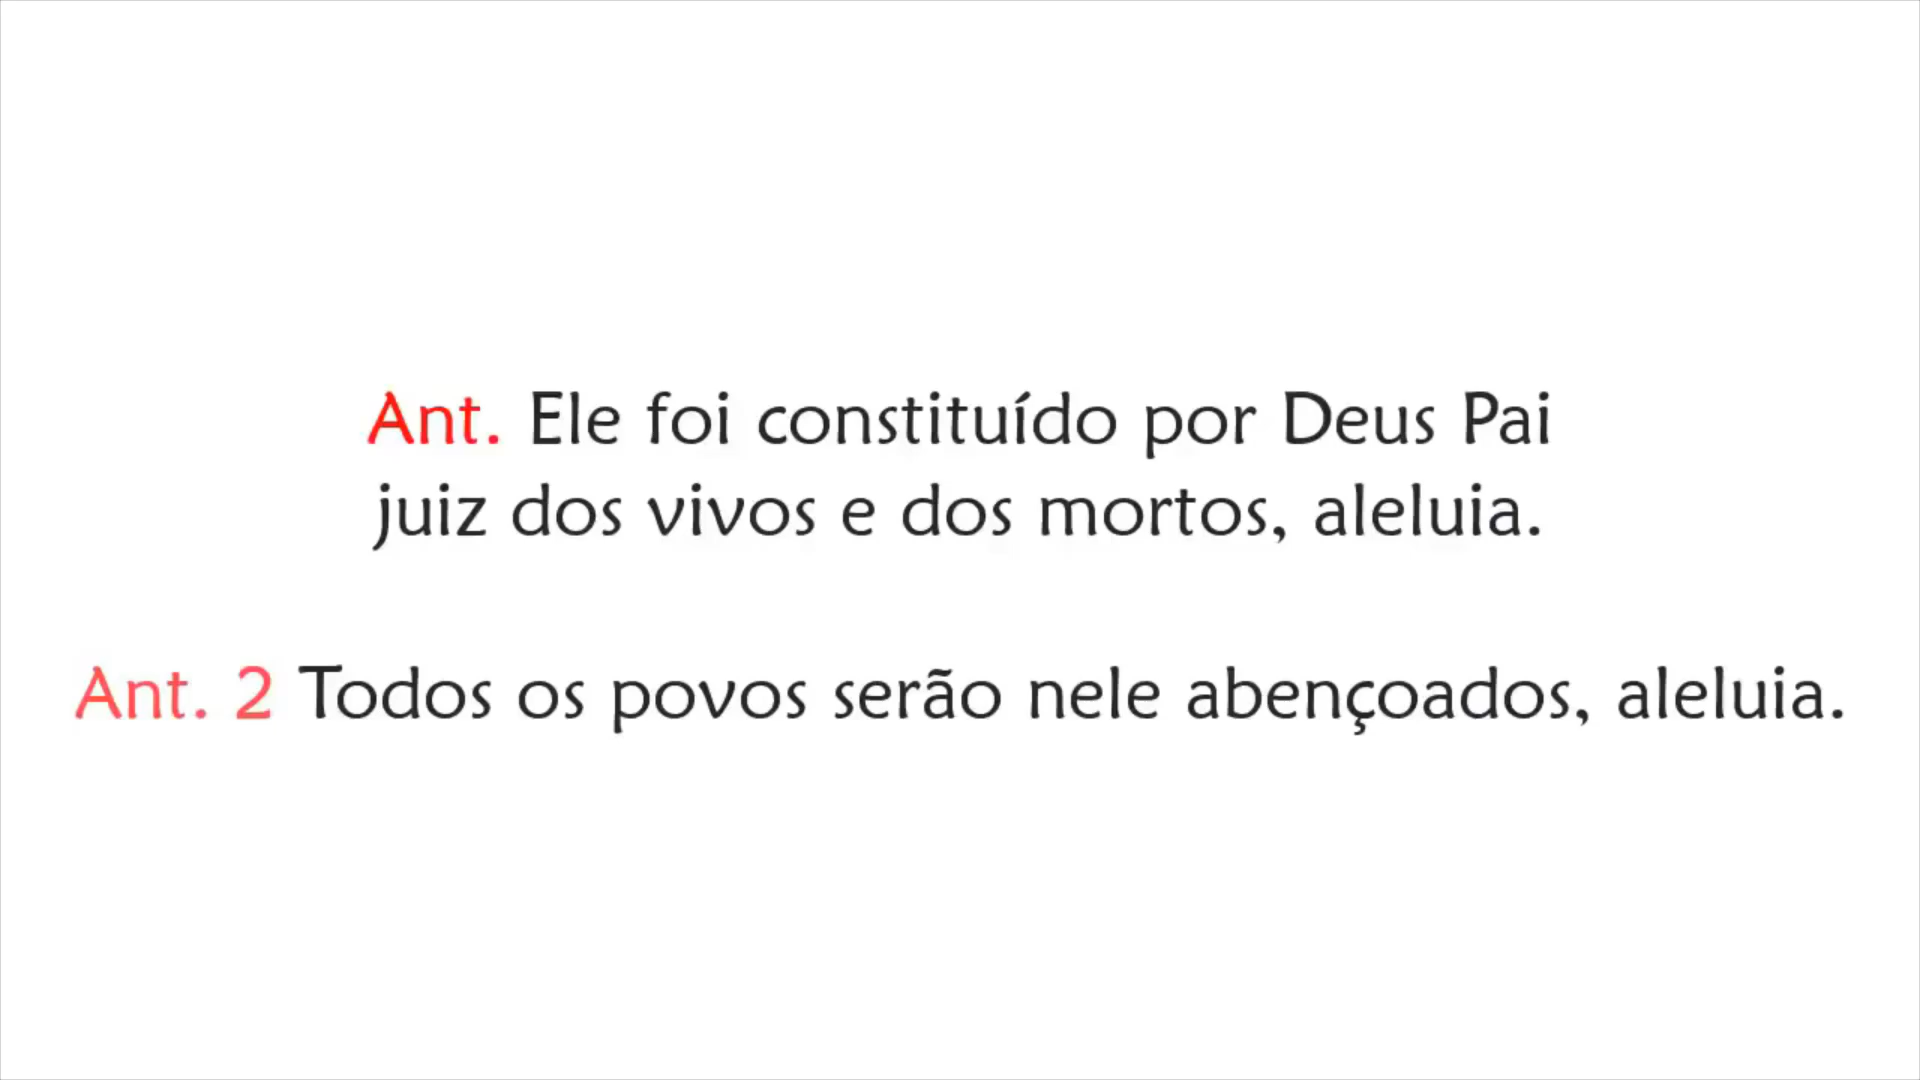 Ant. Ele foi constituído por Deus Pai
juiz dos vivos e dos mortos, aleluia.
Ant. 2 Todos os povos serão nele abençoados, aleluia.